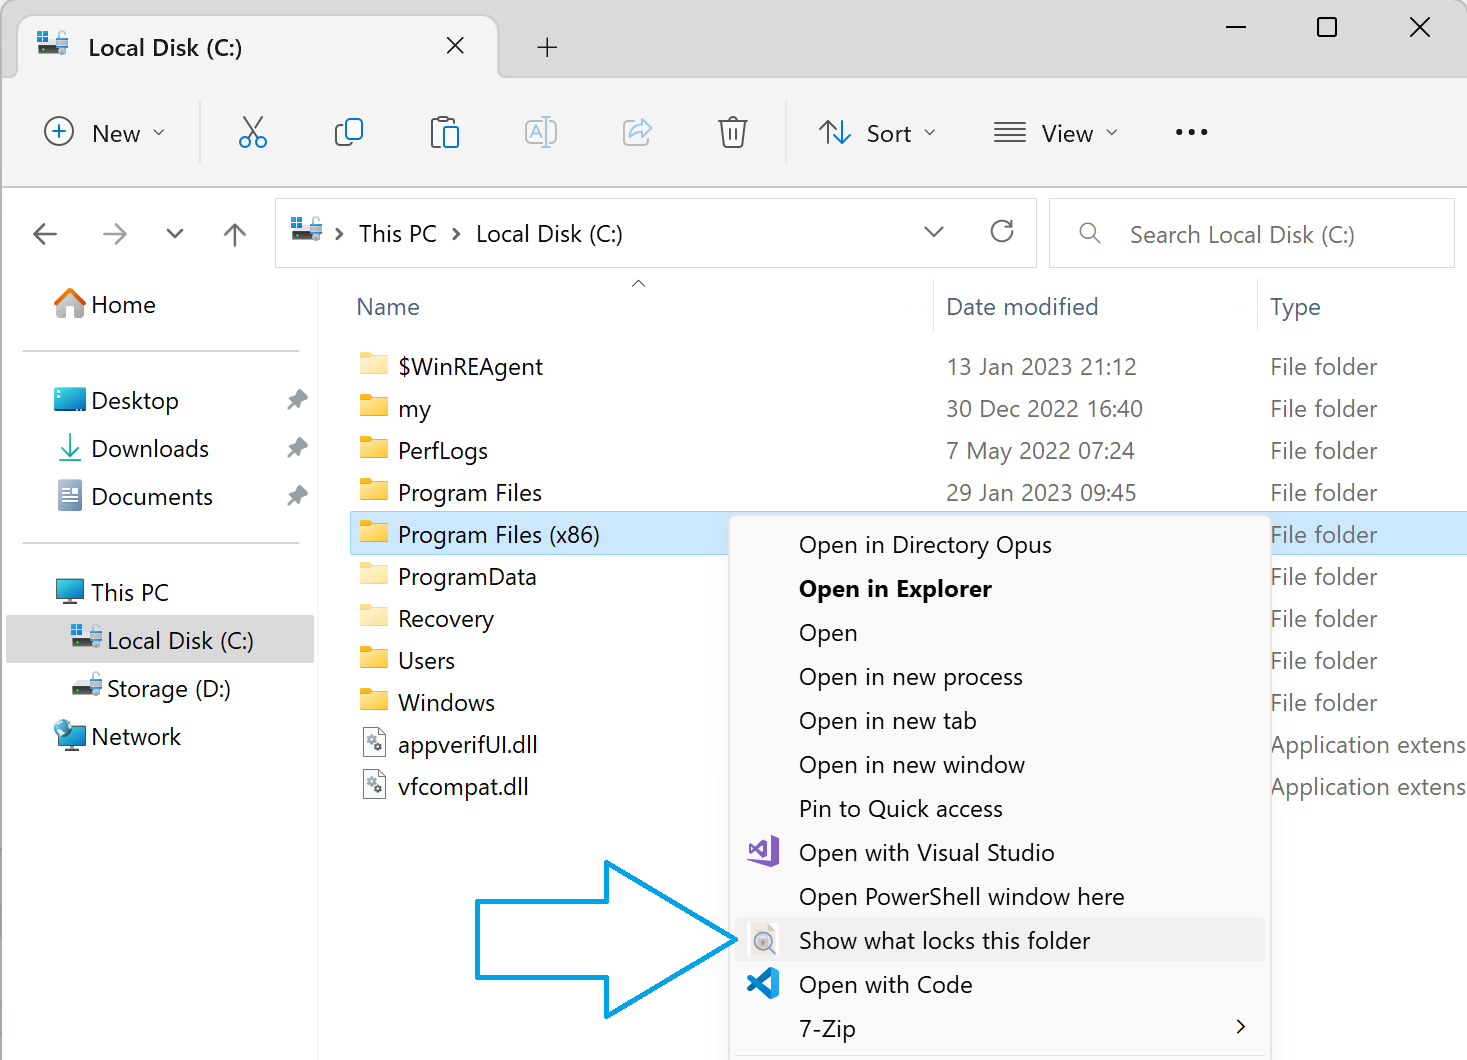 Local Disk (C:)
New
Sort
View
This PC > Local Disk (C:)
Search Local Disk (C:)
Home
Desktop
Downloads
Documents
This PC
Local Disk (C:)
Storage (D:)
Network
Name Date modified Type
$WinREAgent 13 Jan 2023 21:12 File folder
my 30 Dec 2022 16:40 File folder
PerfLogs 7 May 2022 07:24 File folder
Program Files 29 Jan 2023 09:45 File folder
Program Files (x86) File folder
ProgramData File folder
Recovery File folder
Users File folder
Windows File folder
appverifUI.dll Application extens
vfcompat.dll Application extens
Open in Directory Opus
Open in Explorer
Open
Open in new process
Open in new tab
Open in new window
Pin to Quick access
Open with Visual Studio
Open PowerShell window here
Show what locks this folder
Open with Code
7-Zip